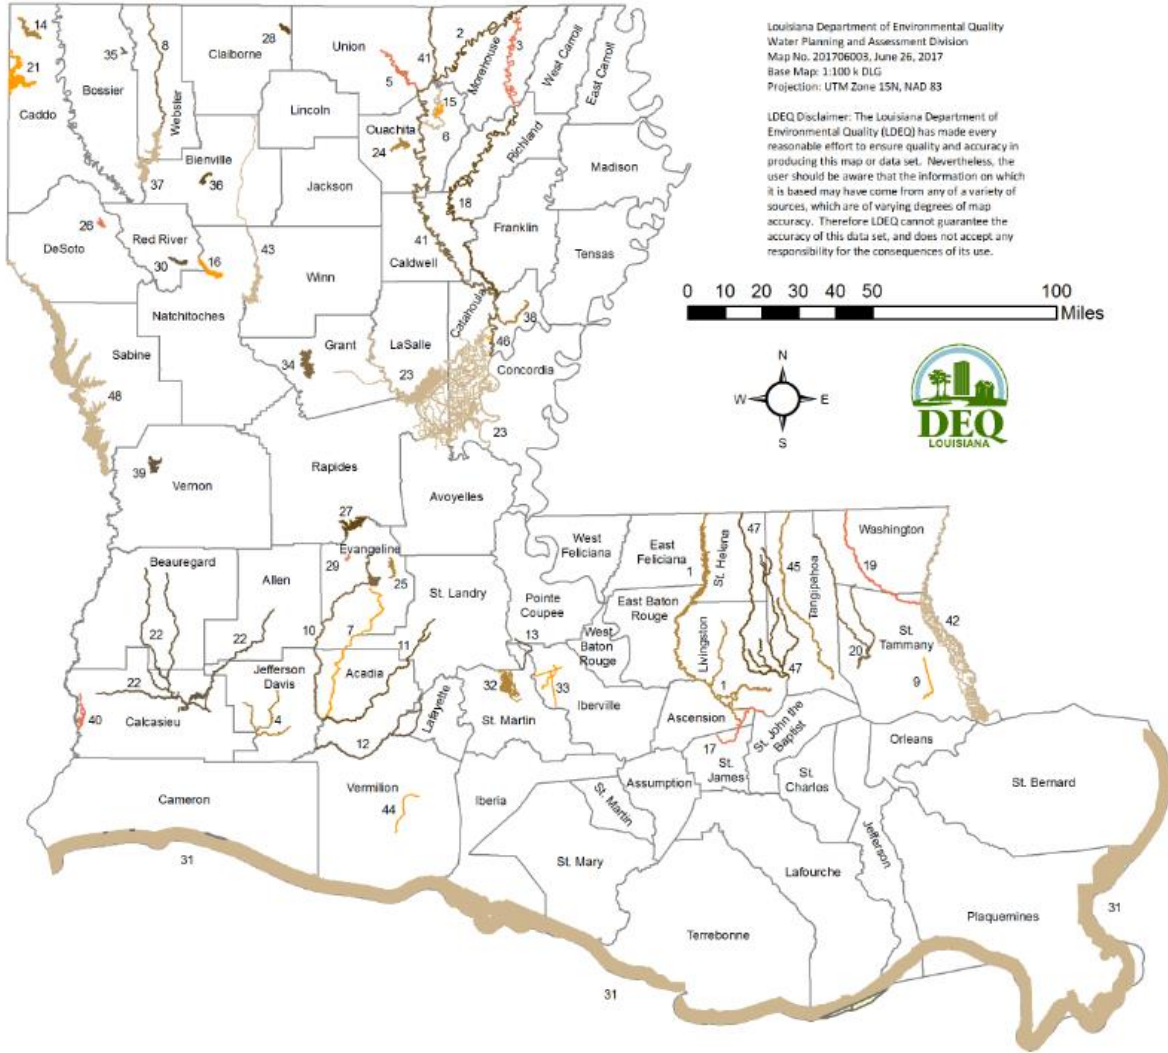 Louisiana Department of Environmental Quality
Water Planning and Assessment Division
Map No. 201706003, June 26, 2017
Base Map: 1:100 k DLG
Projection: UTM Zone 15N, NAD 83
LDEQ Disclaimer: The Louisiana Department of
Environmental Quality (LDEQ) has made every
reasonable effort to ensure quality and accuracy in
producing this map or data set. Nevertheless, the
user should be aware that the information on which
it is based may have come from any of a variety of
sources, which are of varying degrees of map
accuracy. Therefore LDEQ cannot guarantee the
accuracy of this data set, and does not accept any
responsibility for the consequences of its use.
0 10 20 30 40 50 100
Miles
N
W E
S
DEQ
LOUISIANA
14
21
Caddo
35
Bossier
8
Webster
Claiborne
28
Union
5
41
2
Morehouse
3
West Carroll
East Carroll
Lincoln
15
6
Ouachita
24
Richland
Madison
37
Bienville
36
Jackson
18
Franklin
Tensas
26
DeSoto
Red River
30
16
43
Winn
41
Caldwell
Natchitoches
Catahoula
38
46
Sabine
48
34
Grant
LaSalle
23
Concordia
23
39
Vernon
Rapides
27
Avoyelles
Beauregard
22
Allen
22
Evangeline
29
25
10
7
11
St. Landry
Pointe
Coupee
13
West
Feliciana
East
Feliciana
1
St. Helena
47
45
Tangipahoa
Washington
19
East Baton
Rouge
West
Baton
Rouge
Livingston
47
1
20
St.
Tammany
9
42
22
40
Calcasieu
Jefferson
Davis
4
Acadia
12
Lafayette
32
St. Martin
33
Iberville
Ascension
17
St.
James
St. John the
Baptist
St.
Charlos
Orleans
St. Bernard
Cameron
31
Vermilion
44
Iberia
St. Martin
Assumption
St. Mary
Terrebonne
Lafourche
Jefferson
Plaquemines
31
31